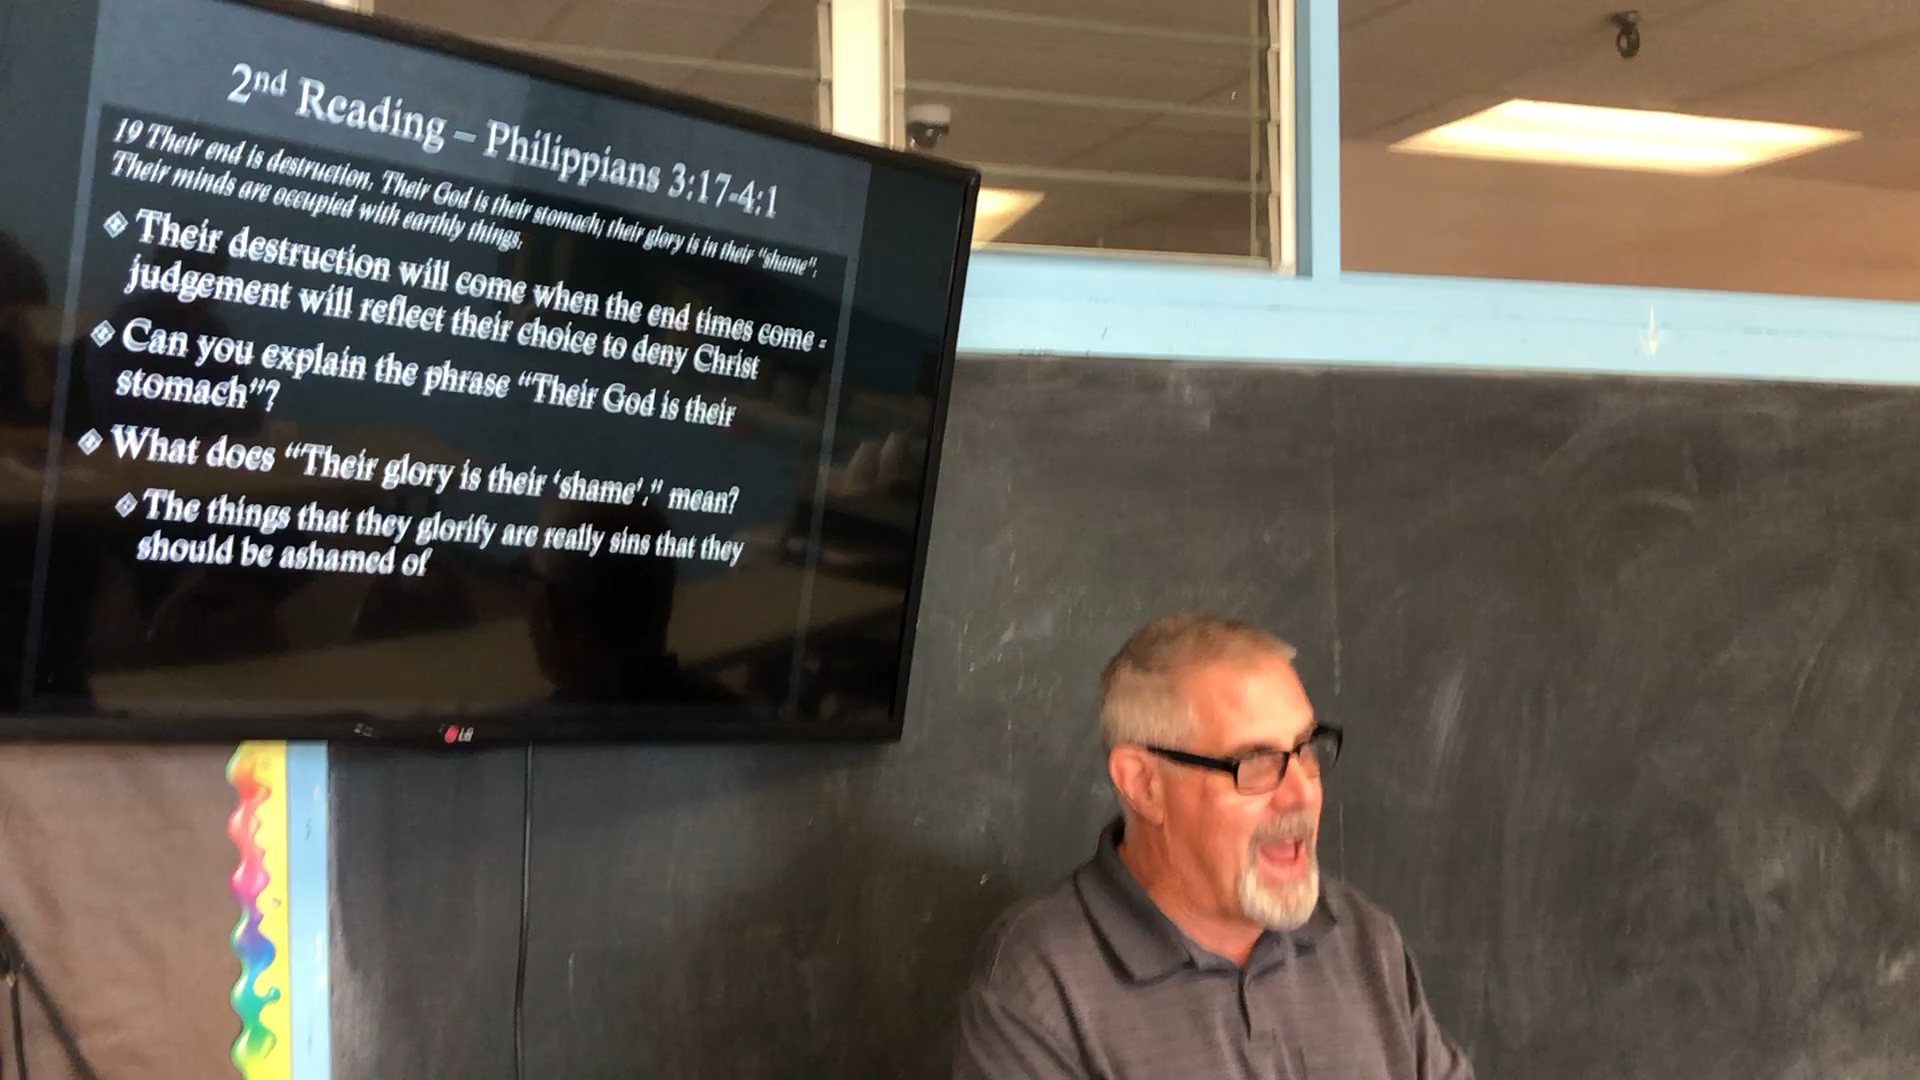 2nd Reading – Philippians 3:17-4:1
19 Their end is destruction. Their God is their stomach; their glory is in their “shame”.
Their minds are occupied with earthly things.
Their destruction will come when the end times come -
judgement will reflect their choice to deny Christ
Can you explain the phrase “Their God is their
stomach”?
What does “Their glory is their ‘shame’.” mean?
The things that they glorify are really sins that they
should be ashamed of
LG